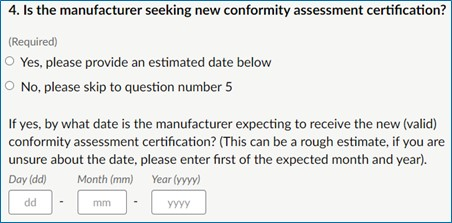 4. Is the manufacturer seeking new conformity assessment certification?
(Required)
Yes, please provide an estimated date below
No, please skip to question number 5
If yes, by what date is the manufacturer expecting to receive the new (valid)
conformity assessment certification? (This can be a rough estimate, if you are
unsure about the date, please enter first of the expected month and year).
Day (dd) Month (mm) Year (yyyy)
dd - mm - yyyy